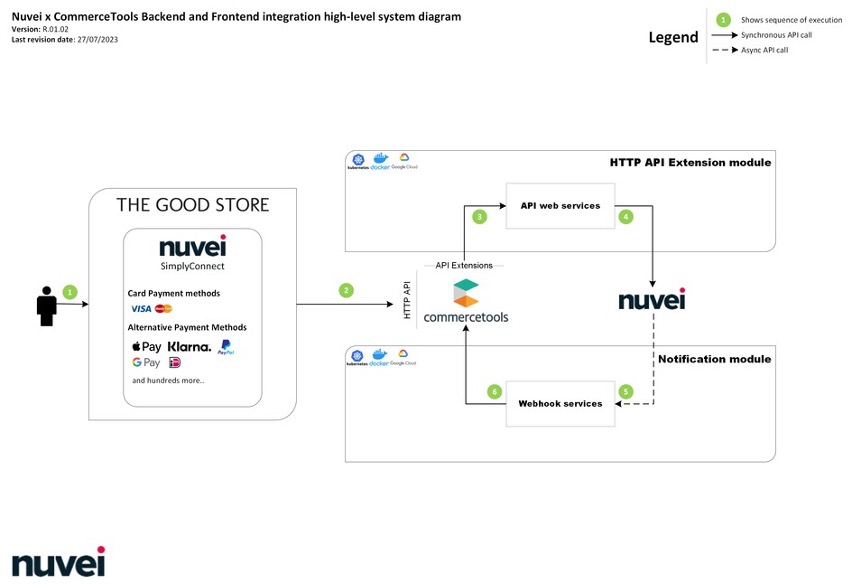 Nuvei x CommerceTools Backend and Frontend integration high-level system diagram
Version: R.01.02
Last revision date: 27/07/2023
Legend
1 Shows sequence of execution
Synchronous API call
Async API call
kubernetes docker Google Cloud
HTTP API Extension module
API web services
3
4
THE GOOD STORE
nuvei
SimplyConnect
Card Payment methods
VISA
Alternative Payment Methods
Pay Klarna. PayPal
G Pay iD
and hundreds more..
1
2
HTTP API
API Extensions
commercetools
nuvei
kubernetes docker Google Cloud
Notification module
Webhook services
6
5
nuvei